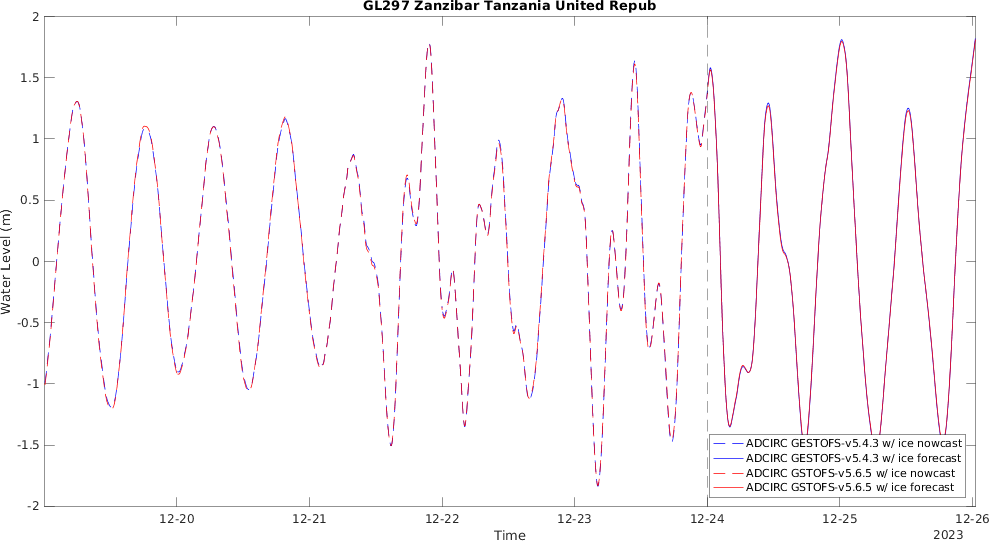 GL297 Zanzibar Tanzania United Repub
2
1.5
1
0.5
0
-0.5
-1
-1.5
-2
Water Level (m)
ADCIRC GESTOFS-v5.4.3 w/ ice nowcast
ADCIRC GESTOFS-v5.4.3 w/ ice forecast
ADCIRC GSTOFS-v5.6.5 w/ ice nowcast
ADCIRC GSTOFS-v5.6.5 w/ ice forecast
12-20 12-21 12-22 12-23 12-24 12-25 12-26
Time
2023